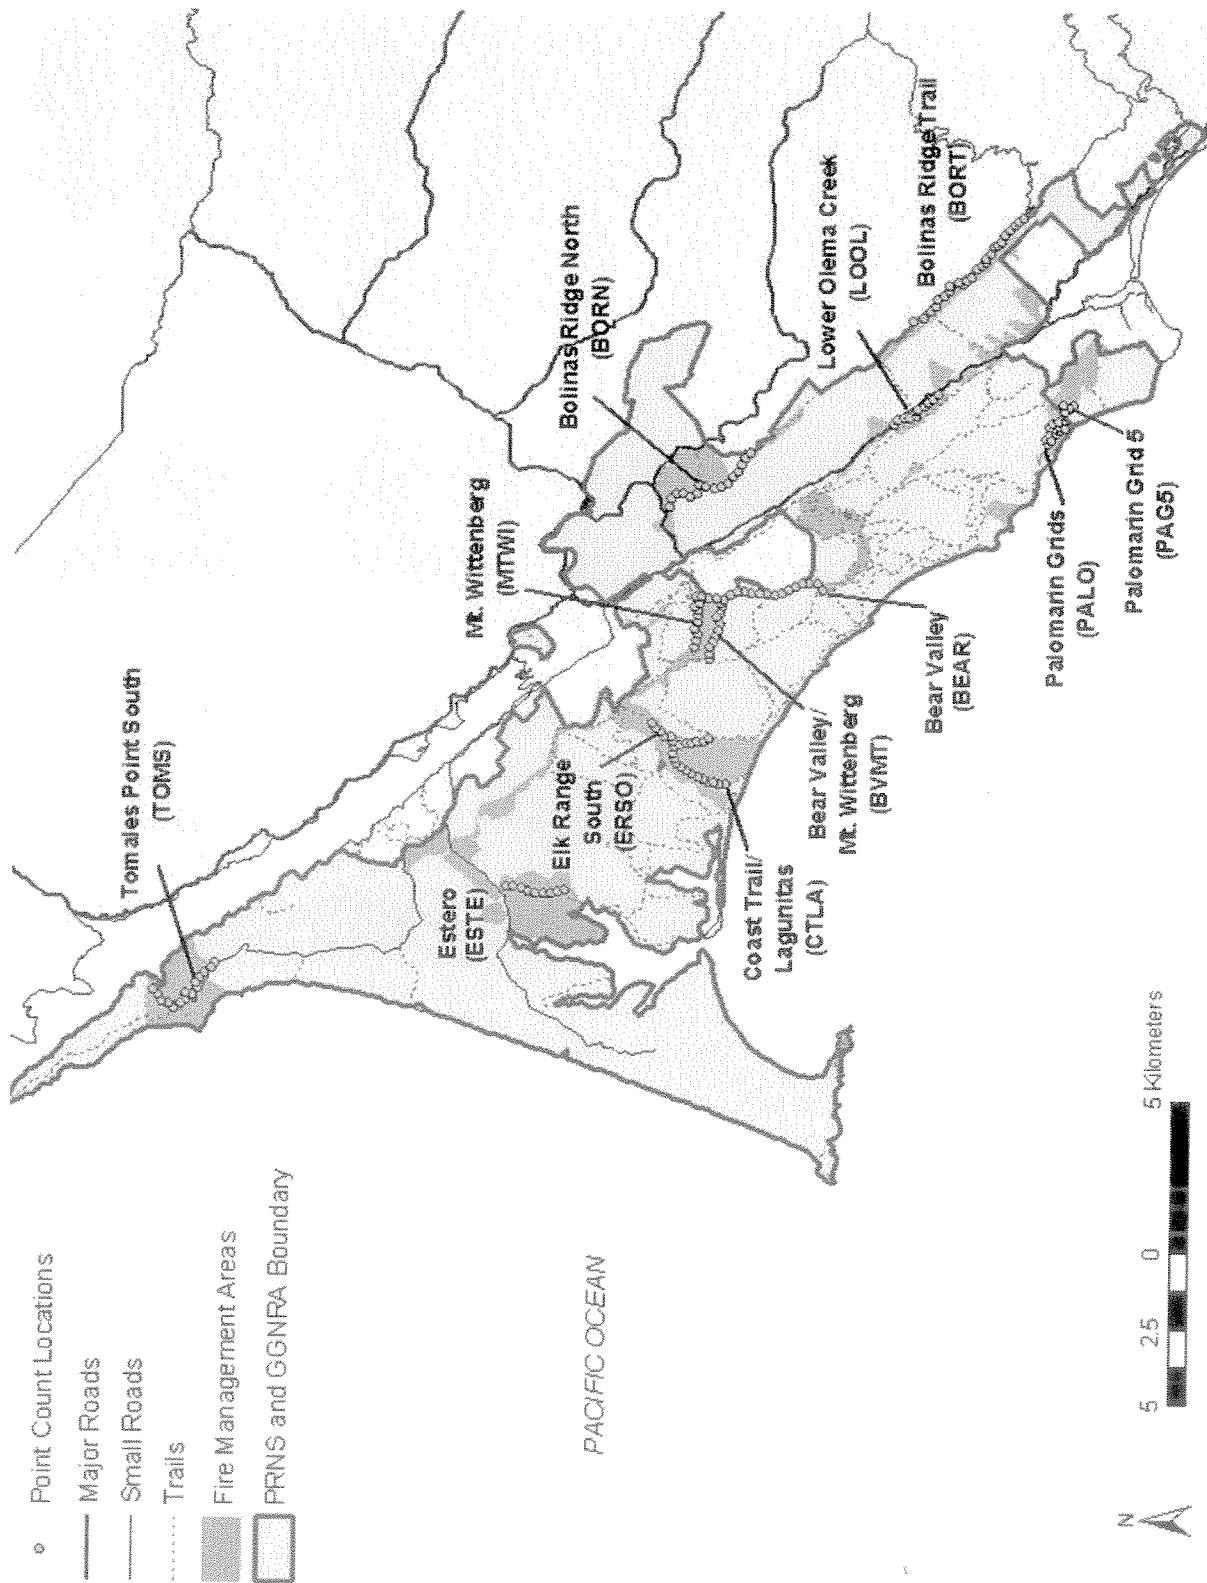 Point Count Locations
Major Roads
Small Roads
Trails
Fire Management Areas
PRNS and GGNRA Boundary
Tomales Point South
(TOMS)
Mt. Wittenberg
(MTWI)
Bolinas Ridge North
(BORN)
Lower Olema Creek
(LOOL)
Bolinas Ridge Trail
(BORT)
Estero
(ESTE)
Elk Range
South
(ERSO)
Coast Trail/
Lagunitas
(CTLA)
Bear Valley/
Mt. Wittenberg
(BVMT)
Bear Valley
(BEAR)
Palomarin Grids
(PALO)
Palomarin Grid 5
(PAG5)
PACIFIC OCEAN
N
5 2.5 0 5 Kilometers